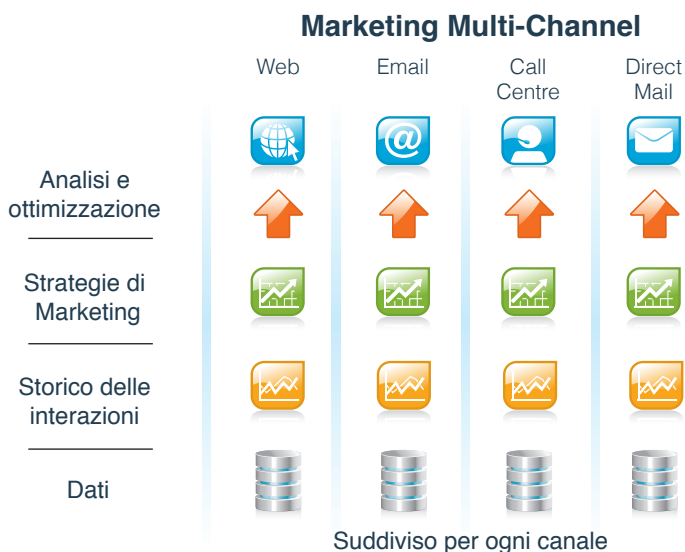 Marketing Multi-Channel
Web
Email
Call
Centre
Direct
Mail
Analisi e
ottimizzazione
Strategie di
Marketing
Storico delle
interazioni
Dati
Suddiviso per ogni canale